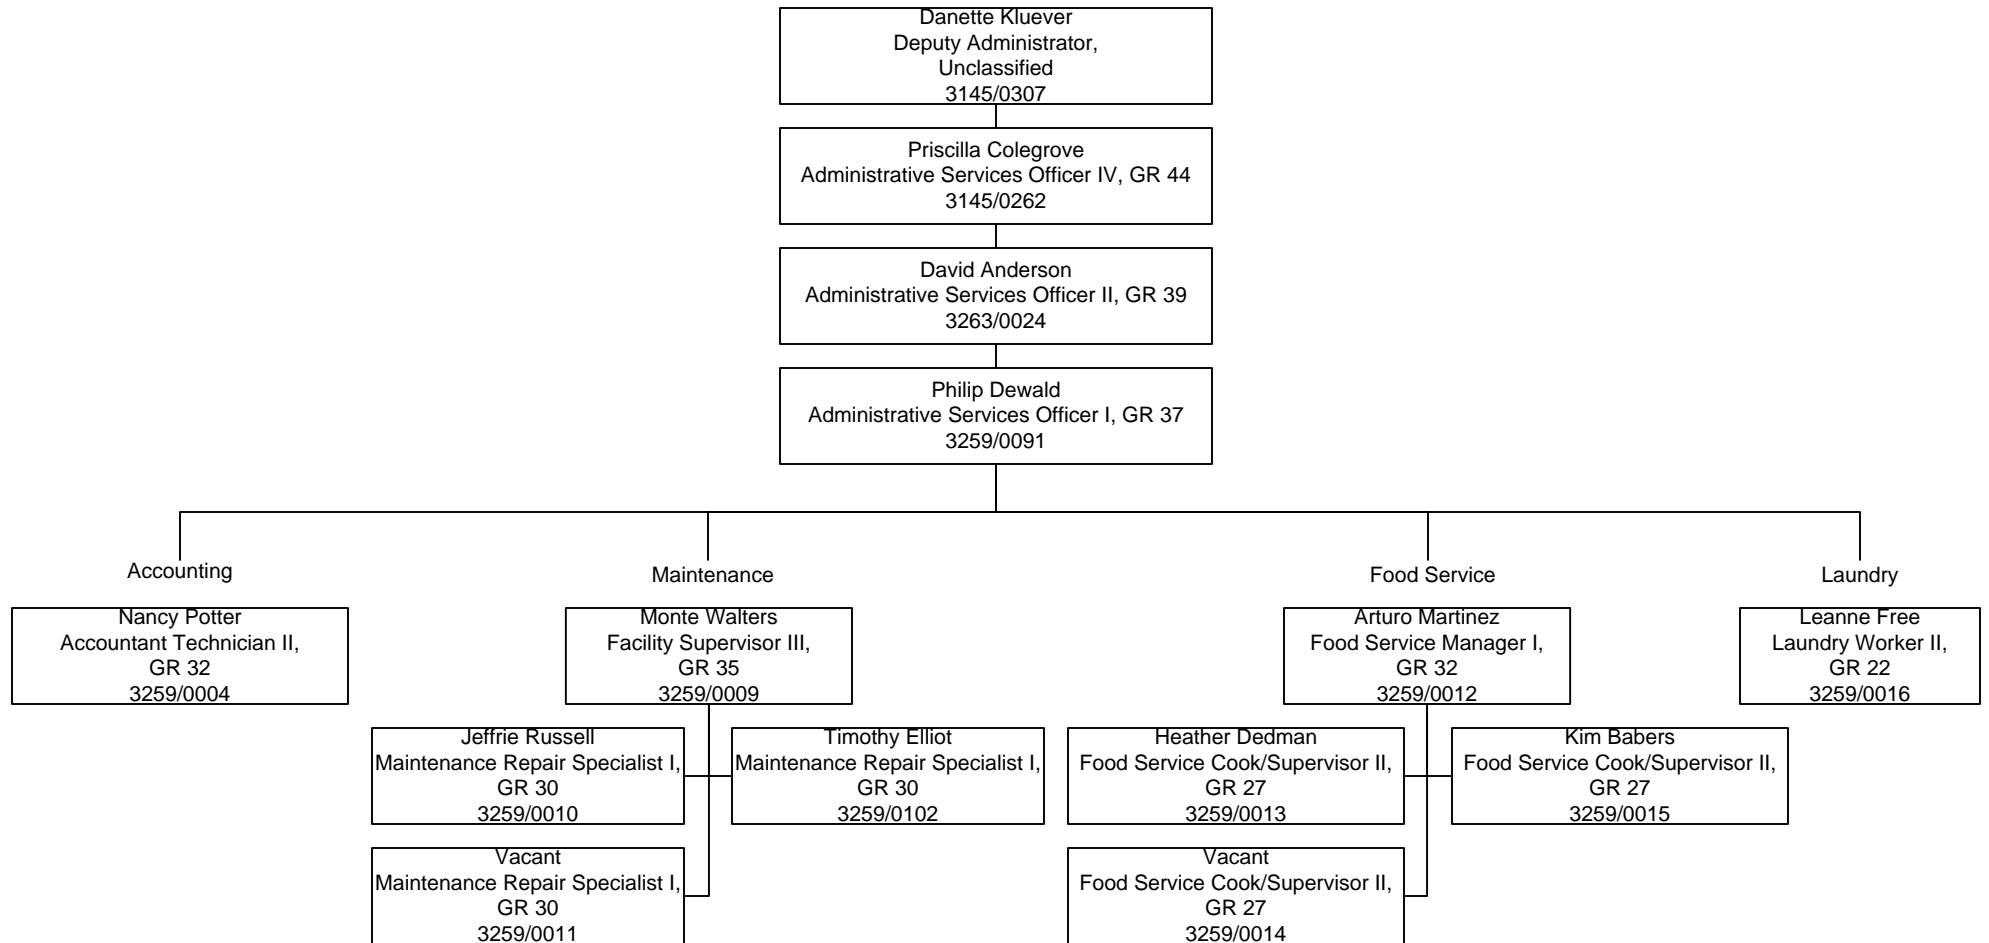 Danette Kluever
Deputy Administrator,
Unclassified
3145/0307
Priscilla Colegrove
Administrative Services Officer IV, GR 44
3145/0262
David Anderson
Administrative Services Officer II, GR 39
3263/0024
Philip Dewald
Administrative Services Officer I, GR 37
3259/0091
Accounting
Nancy Potter
Accountant Technician II,
GR 32
3259/0004
Maintenance
Monte Walters
Facility Supervisor III,
GR 35
3259/0009
Jeffrie Russell
Maintenance Repair Specialist I,
GR 30
3259/0010
Timothy Elliot
Maintenance Repair Specialist I,
GR 30
3259/0102
Vacant
Maintenance Repair Specialist I,
GR 30
3259/0011
Food Service
Arturo Martinez
Food Service Manager I,
GR 32
3259/0012
Heather Dedman
Food Service Cook/Supervisor II,
GR 27
3259/0013
Kim Babers
Food Service Cook/Supervisor II,
GR 27
3259/0015
Vacant
Food Service Cook/Supervisor II,
GR 27
3259/0014
Laundry
Leanne Free
Laundry Worker II,
GR 22
3259/0016